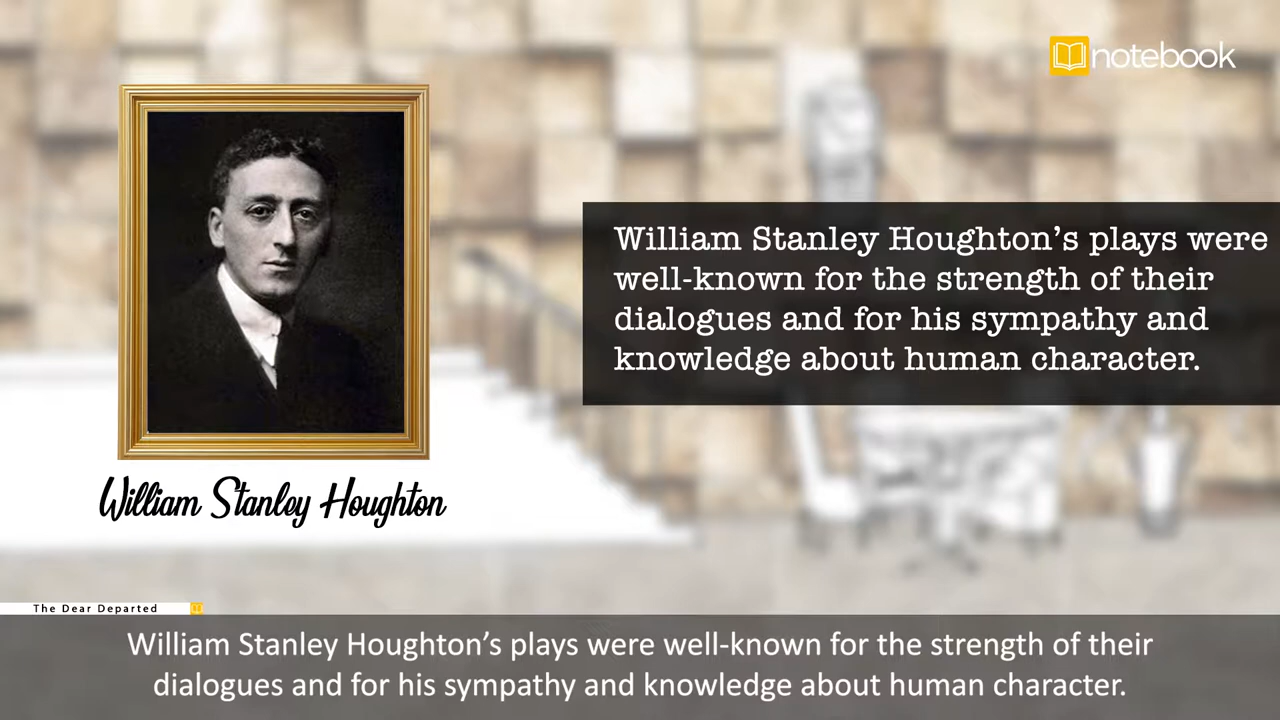 notebook
William Stanley Houghton’s plays were
well-known for the strength of their
dialogues and for his sympathy and
knowledge about human character.
William Stanley Houghton
The Dear Departed
William Stanley Houghton’s plays were well-known for the strength of their
dialogues and for his sympathy and knowledge about human character.